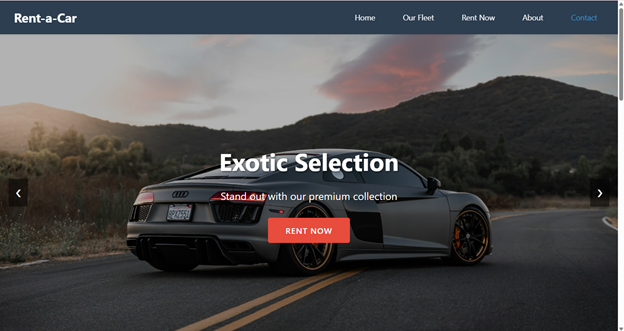 Rent-a-Car
Home Our Fleet Rent Now About Contact
Exotic Selection
Stand out with our premium collection
RENT NOW